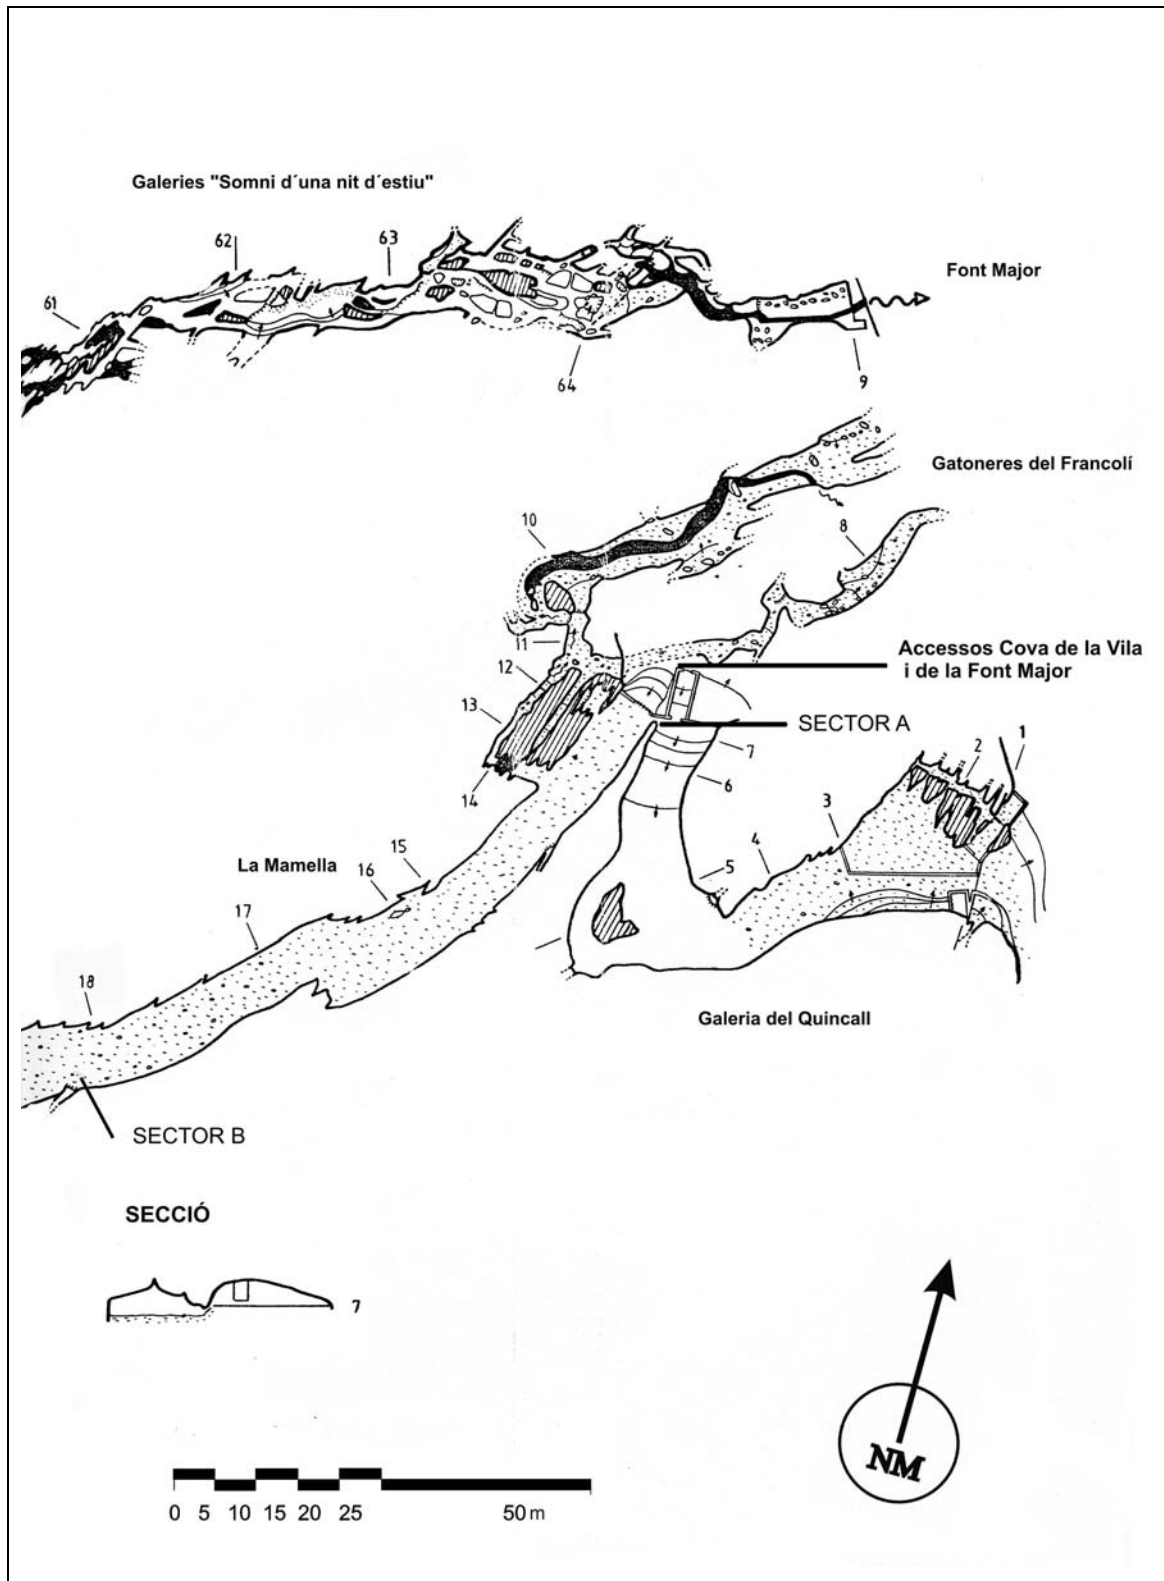 Galeries "Somni d´una nit d´estiu"
62
63
Font Major
61
64
9
Gatoneres del Francolí
10
8
11
Accessos Cova de la Vila
i de la Font Major
12
13
SECTOR A
1
7
2
6
14
3
4
15
La Mamella
16
5
17
18
Galeria del Quincall
SECTOR B
SECCIÓ
7
NM
0 5 10 15 20 25 50 m